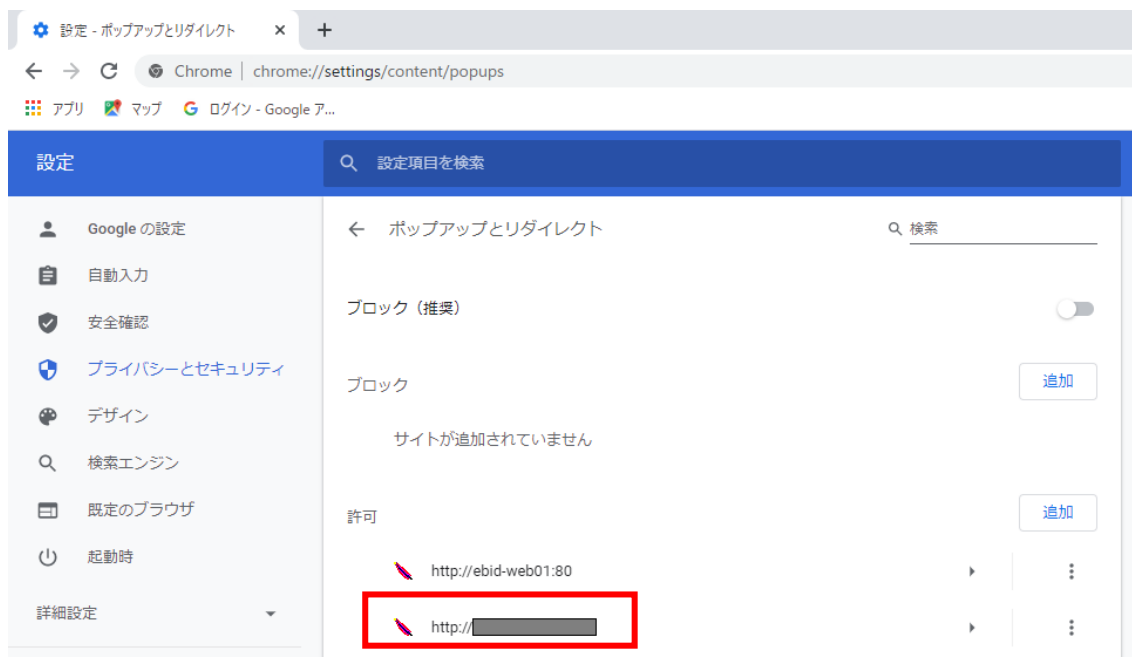 設定 - ポップアップとリダイレクト
Chrome | chrome://settings/content/popups
アプリ マップ ログイン - Google ア...
設定
設定項目を検索
Google の設定
自動入力
安全確認
プライバシーとセキュリティ
デザイン
検索エンジン
既定のブラウザ
起動時
詳細設定
ポップアップとリダイレクト
検索
ブロック（推奨）
ブロック
追加
サイトが追加されていません
許可
追加
http://ebid-web01:80
http://